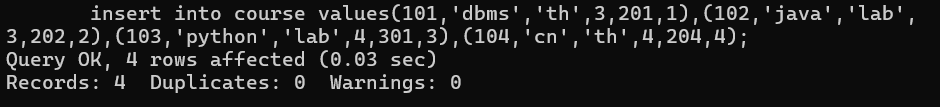 insert into course values(101,'dbms','th',3,201,1),(102,'java','lab',
3,202,2),(103,'python','lab',4,301,3),(104,'cn','th',4,204,4);
Query OK, 4 rows affected (0.03 sec)
Records: 4  Duplicates: 0  Warnings: 0